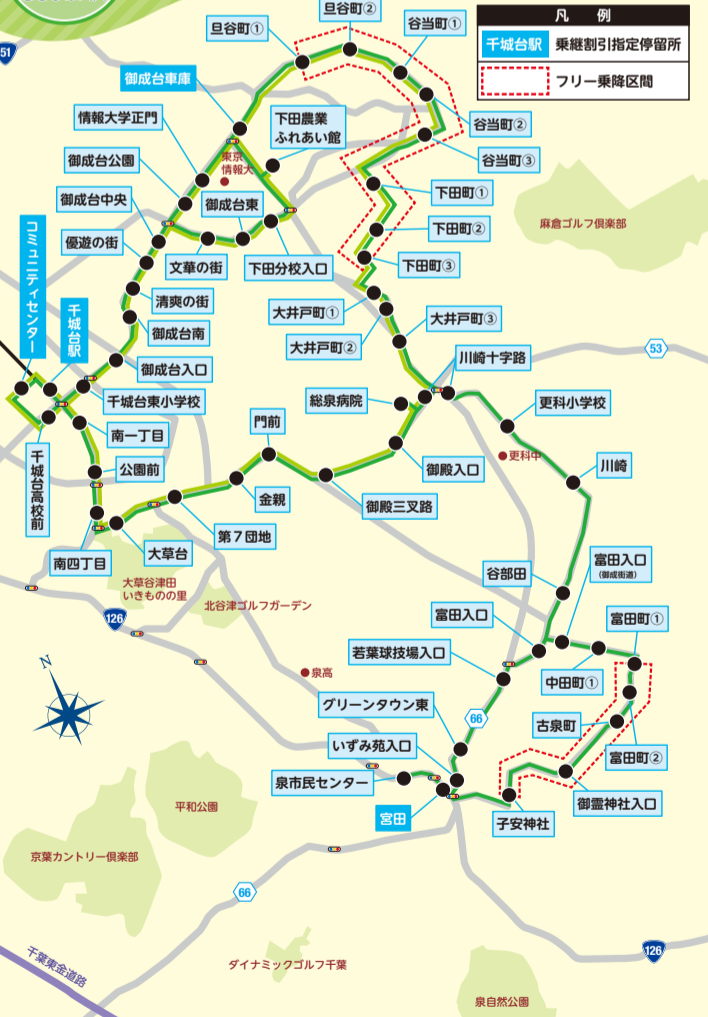 凡　例
千城台駅 乗継割引指定停留所
フリー乗降区間
51
旦谷町②
旦谷町①
谷当町①
御成台車庫
谷当町②
情報大学正門
下田農業
ふれあい館
谷当町③
御成台公園
東京
情報大
下田町①
御成台中央
御成台東
下田町②
麻倉ゴルフ倶楽部
優遊の街
文華の街
下田分校入口
下田町③
コミュニティセンター
清爽の街
大井戸町①
千城台駅
御成台南
大井戸町②
大井戸町③
53
御成台入口
川崎十字路
千城台東小学校
総泉病院
更科小学校
南一丁目
門前
更科中
川崎
千城台高校前
公園前
金親
御殿入口
御殿三叉路
第７団地
南四丁目
大草台
谷部田
富田入口
(御成街道)
大草谷津田
いきものの里
北谷津ゴルフガーデン
富田入口
富田町①
126
若葉球技場入口
中田町①
N
泉高
グリーンタウン東
66
古泉町
いずみ苑入口
富田町②
泉市民センター
御霊神社入口
平和公園
宮田
子安神社
京葉カントリー倶楽部
66
千葉東金道路
ダイナミックゴルフ千葉
126
泉自然公園